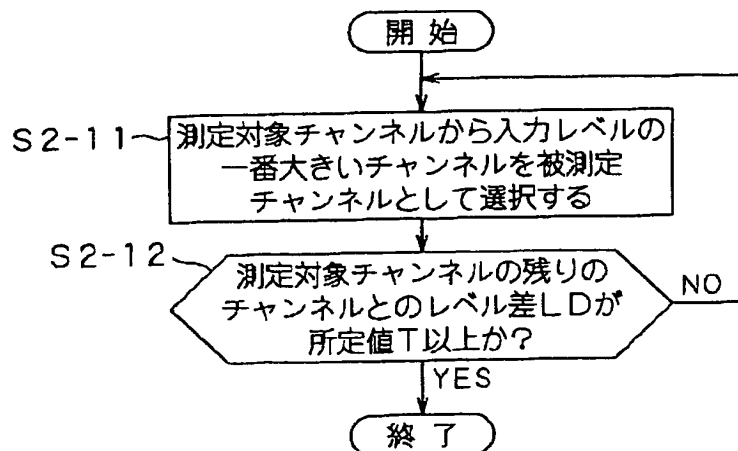 開始
S2-11
測定対象チャンネルから入力レベルの
一番大きいチャンネルを被測定
チャンネルとして選択する
S2-12
測定対象チャンネルの残りの
チャンネルとのレベル差LDが
所定値T以上か?
NO
YES
終了